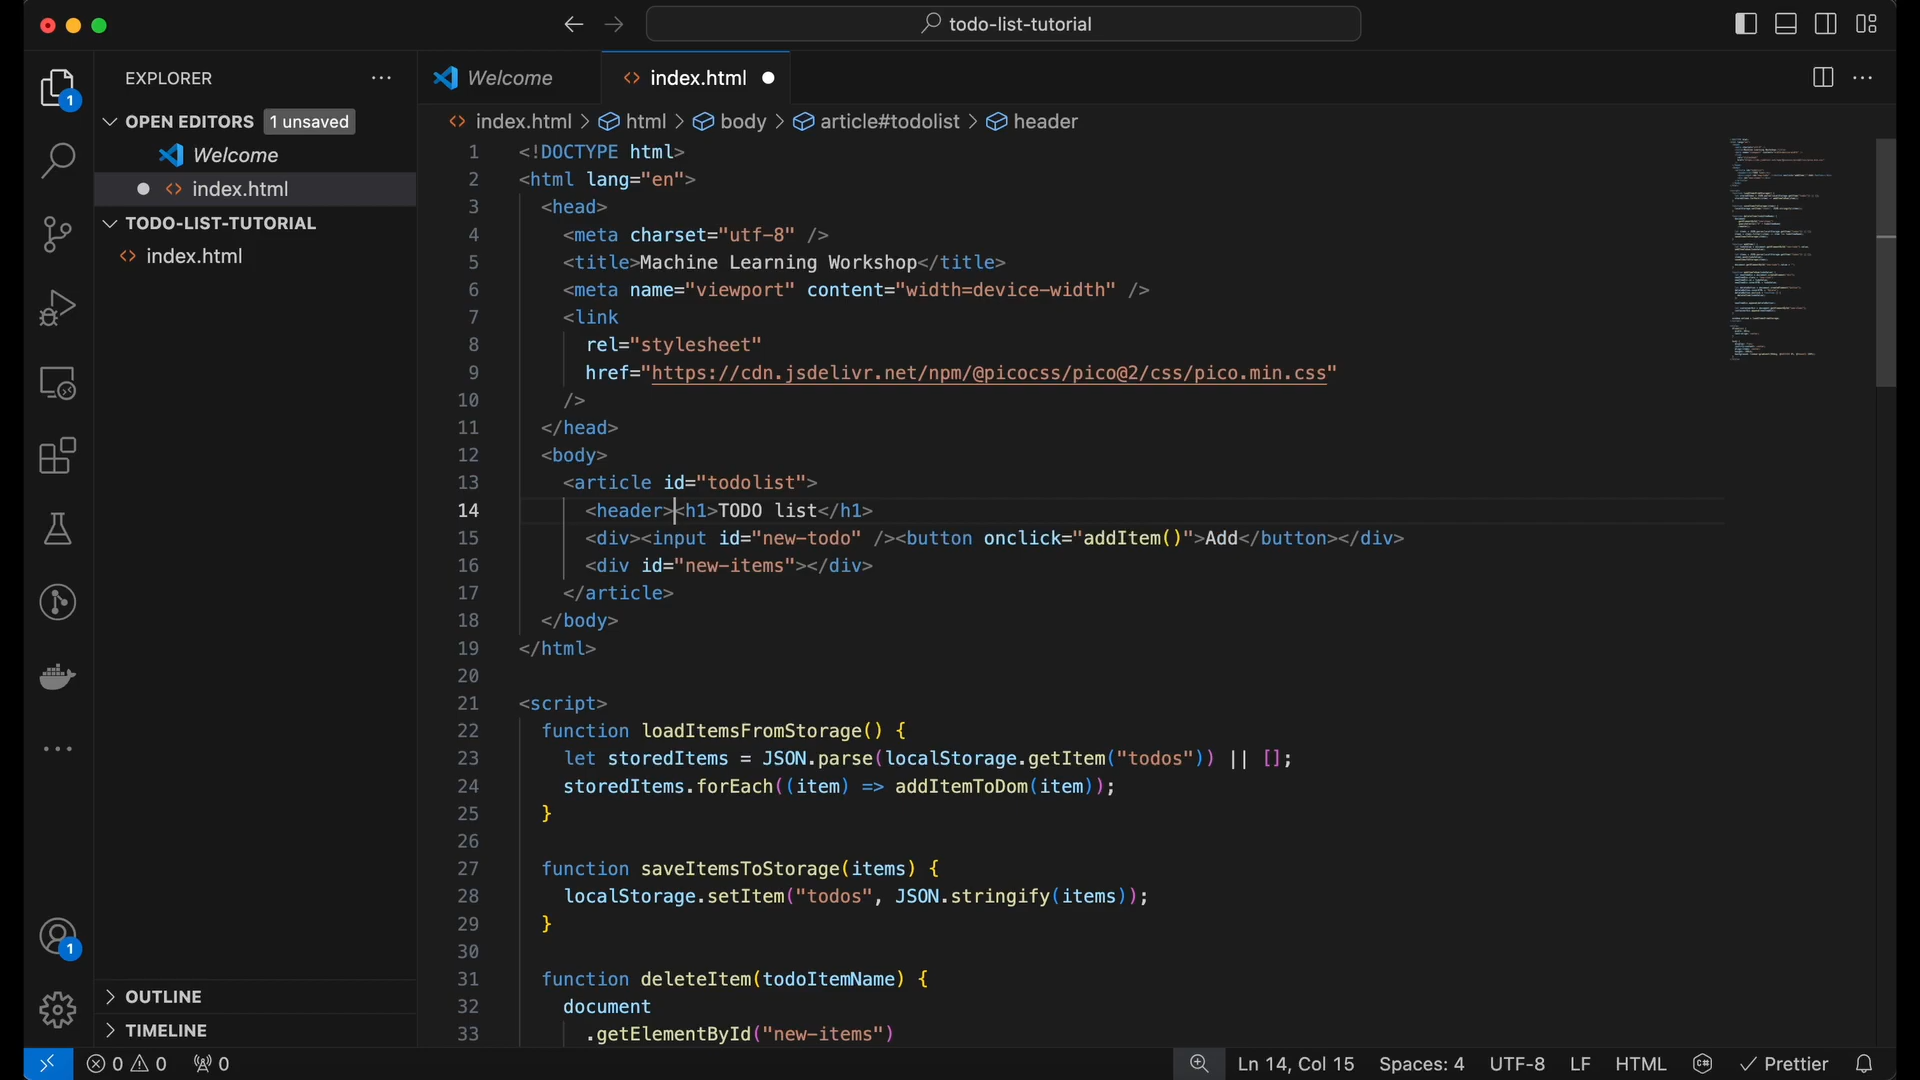 todo-list-tutorial
EXPLORER
OPEN EDITORS 1 unsaved
Welcome
index.html
TODO-LIST-TUTORIAL
index.html
OUTLINE
TIMELINE
1
1
Welcome
index.html
index.html > html > body > article#todolist > header
1 <!DOCTYPE html>
2 <html lang="en">
3 <head>
4 <meta charset="utf-8" />
5 <title>Machine Learning Workshop</title>
6 <meta name="viewport" content="width=device-width" />
7 <link
8 rel="stylesheet"
9 href="https://cdn.jsdelivr.net/npm/@picocss/pico@2/css/pico.min.css"
10 />
11 </head>
12 <body>
13 <article id="todolist">
14 <header><h1>TODO list</h1>
15 <div><input id="new-todo" /><button onclick="addItem()">Add</button></div>
16 <div id="new-items"></div>
17 </article>
18 </body>
19 </html>
20
21 <script>
22 function loadItemsFromStorage() {
23 let storedItems = JSON.parse(localStorage.getItem("todos")) || [];
24 storedItems.forEach((item) => addItemToDom(item));
25 }
26
27 function saveItemsToStorage(items) {
28 localStorage.setItem("todos", JSON.stringify(items));
29 }
30
31 function deleteItem(todoItemName) {
32 document
33 .getElementById("new-items")
0 0 0
Ln 14, Col 15 Spaces: 4 UTF-8 LF HTML Prettier